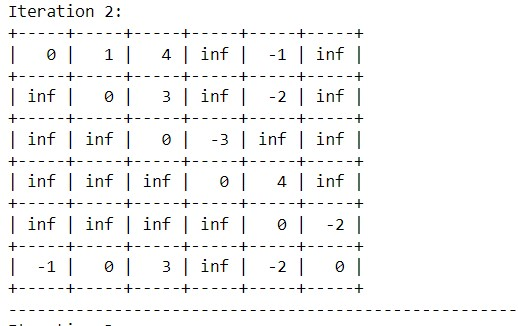 Iteration 2:
+-----+-----+-----+-----+-----+-----+
|   0 |   1 |   4 | inf |  -1 | inf |
+-----+-----+-----+-----+-----+-----+
| inf |   0 |   3 | inf |  -2 | inf |
+-----+-----+-----+-----+-----+-----+
| inf | inf |   0 |  -3 | inf | inf |
+-----+-----+-----+-----+-----+-----+
| inf | inf | inf |   0 |   4 | inf |
+-----+-----+-----+-----+-----+-----+
| inf | inf | inf | inf |   0 |  -2 |
+-----+-----+-----+-----+-----+-----+
|  -1 |   0 |   3 | inf |  -2 |   0 |
+-----+-----+-----+-----+-----+-----+
-----------------------------------------------------